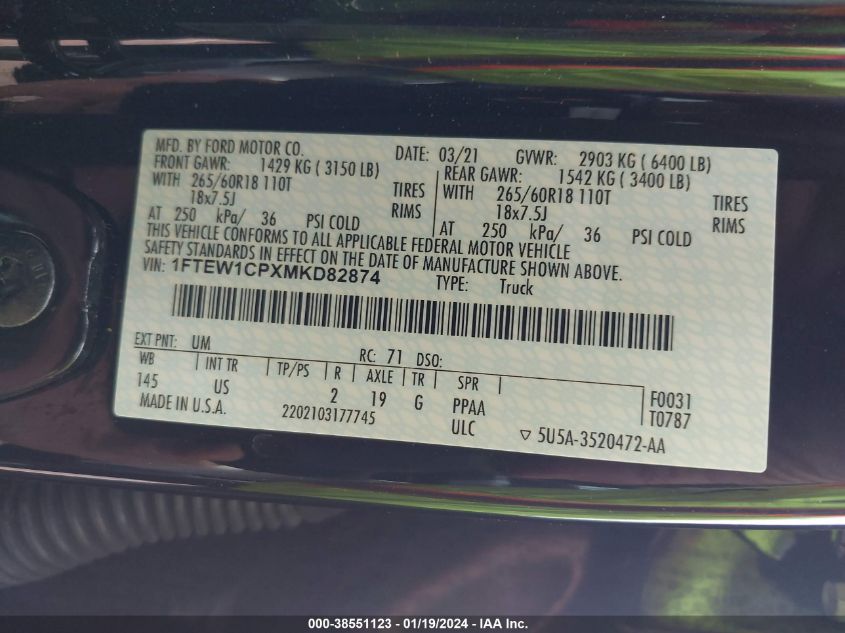 MFD. BY FORD MOTOR CO. DATE: 03/21 GVWR: 2903 KG ( 6400 LB)
FRONT GAWR: 1429 KG ( 3150 LB) REAR GAWR: 1542 KG ( 3400 LB)
WITH 265/60R18 110T TIRES WITH 265/60R18 110T TIRES
18x7.5J RIMS 18x7.5J RIMS
AT 250 kPa/ 36 PSI COLD AT 250 kPa/ 36 PSI COLD
THIS VEHICLE CONFORMS TO ALL APPLICABLE FEDERAL MOTOR VEHICLE
SAFETY STANDARDS IN EFFECT ON THE DATE OF MANUFACTURE SHOWN ABOVE.
VIN: 1FTEW1CPXMKD82874 TYPE: Truck
EXT PNT: UM RC: 71 DSO:
WB INT TR TP/PS R AXLE TR SPR F0031
145 US 2 19 G PPAA T0787
MADE IN U.S.A. 2202103177745 ULC ▽ 5U5A-3520472-AA
000-38551123 - 01/19/2024 - IAA Inc.